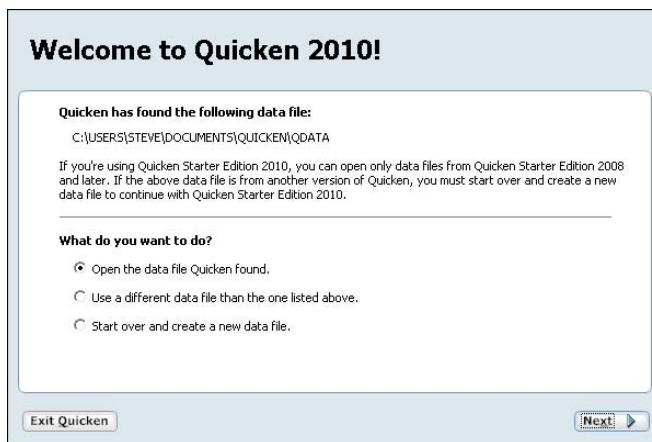 Welcome to Quicken 2010!
Quicken has found the following data file:
C:\USERS\STEVE\DOCUMENTS\QUICKEN\QDATA
If you're using Quicken Starter Edition 2010, you can open only data files from Quicken Starter Edition 2008
and later. If the above data file is from another version of Quicken, you must start over and create a new
data file to continue with Quicken Starter Edition 2010.
What do you want to do?
Open the data file Quicken found.
Use a different data file than the one listed above.
Start over and create a new data file.
Exit Quicken
Next